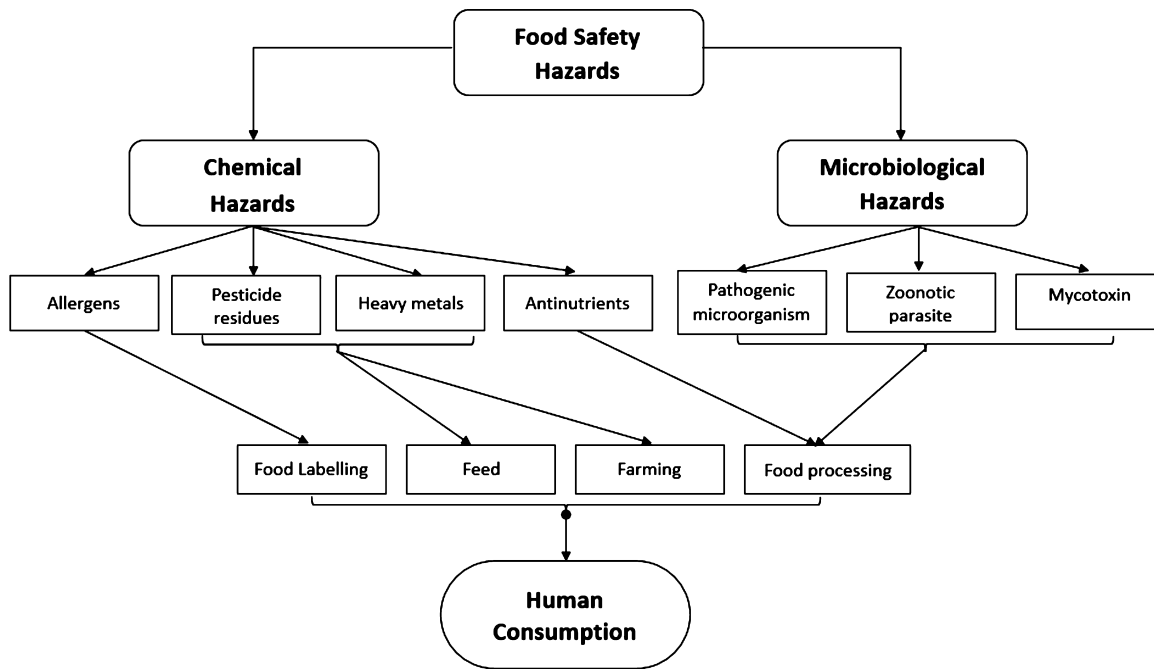 Food Safety
Hazards
Chemical
Hazards
Microbiological
Hazards
Allergens
Pesticide
residues
Heavy metals
Antinutrients
Pathogenic
microorganism
Zoonotic
parasite
Mycotoxin
Food Labelling
Feed
Farming
Food processing
Human
Consumption